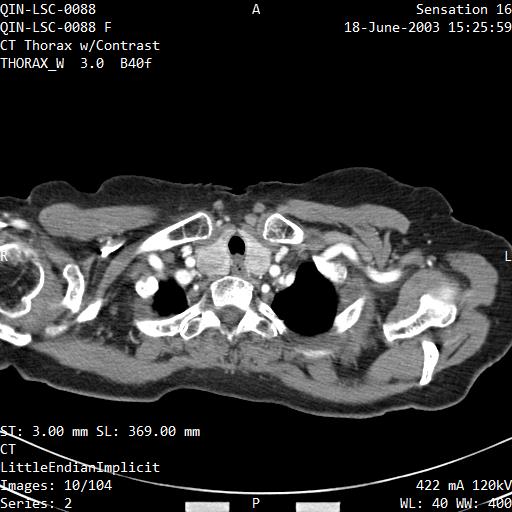 QIN-LSC-0088
QIN-LSC-0088 F
CT Thorax w/Contrast
THORAX_W 3.0 B40f
A
Sensation 16
18-June-2003 15:25:59
R
L
ST: 3.00 mm SL: 369.00 mm
CT
LittleEndianImplicit
Images: 10/104
Series: 2
P
422 mA 120kV
WL: 40 WW: 400